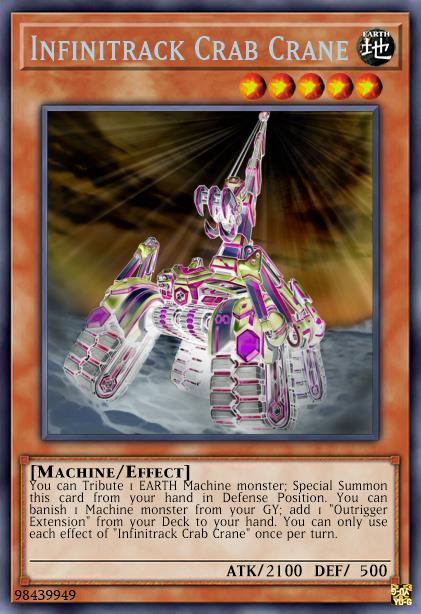 INFINITRACK CRAB CRANE
EARTH
地
[MACHINE/EFFECT]
You can Tribute 1 EARTH Machine monster; Special Summon
this card from your hand in Defense Position. You can
banish 1 Machine monster from your GY; add 1 "Outrigger
Extension" from your Deck to your hand. You can only use
each effect of "Infinitrack Crab Crane" once per turn.
ATK/2100 DEF/ 500
98439949